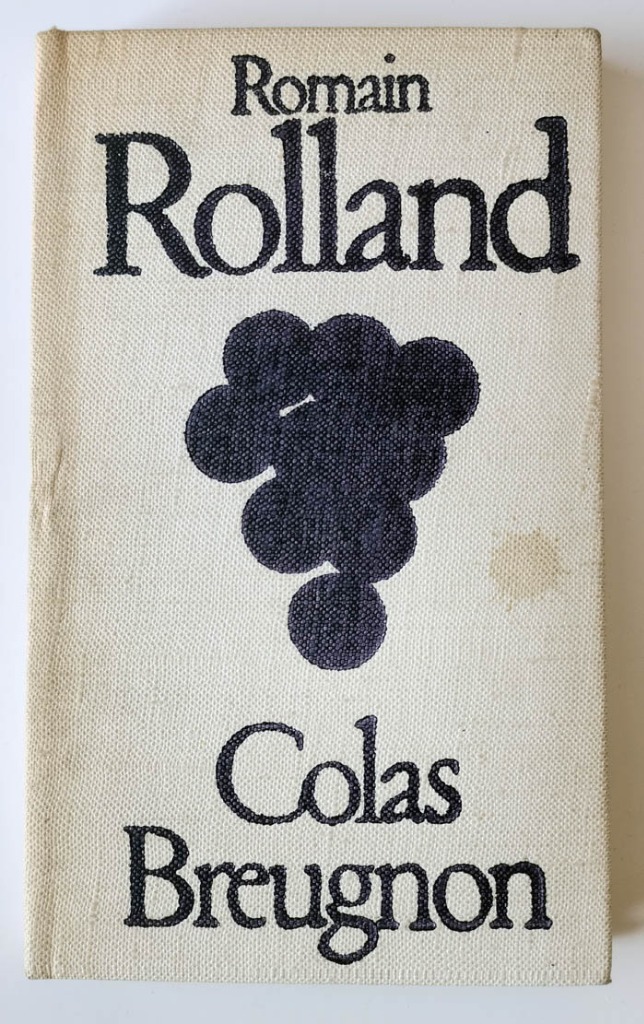 Romain
Rolland
Colas
Breugnon